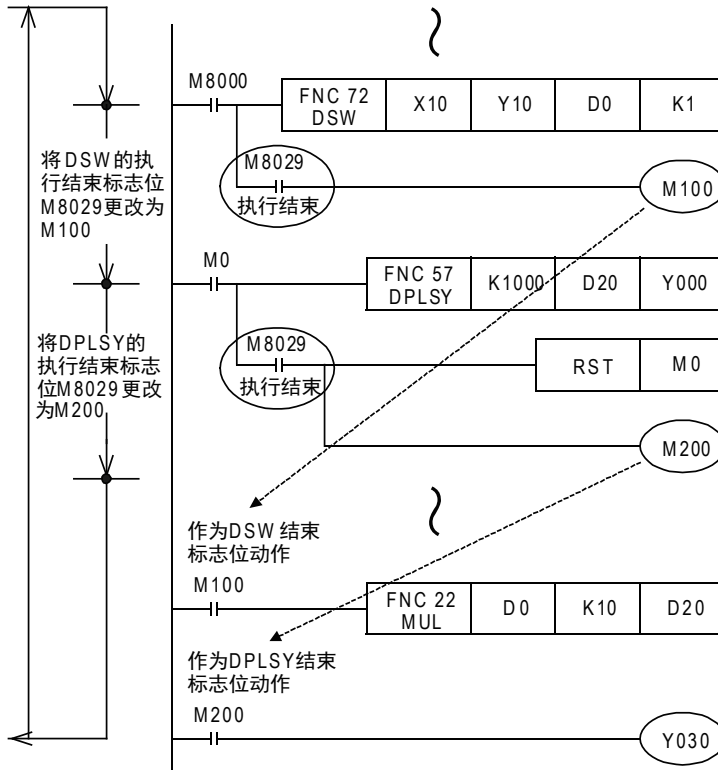 M8000
FNC 72
DSW
X10
Y10
D0
K1
将DSW的执
行结束标志位
M8029更改为
M100
M8029
执行结束
M100
M0
FNC 57
DPLSY
K1000
D20
Y000
将DPLSY的
执行结束标志
位M8029更改
为M200
M8029
执行结束
RST
M0
M200
作为DSW结束
标志位动作
M100
FNC 22
MUL
D0
K10
D20
作为DPLSY结束
标志位动作
M200
Y030